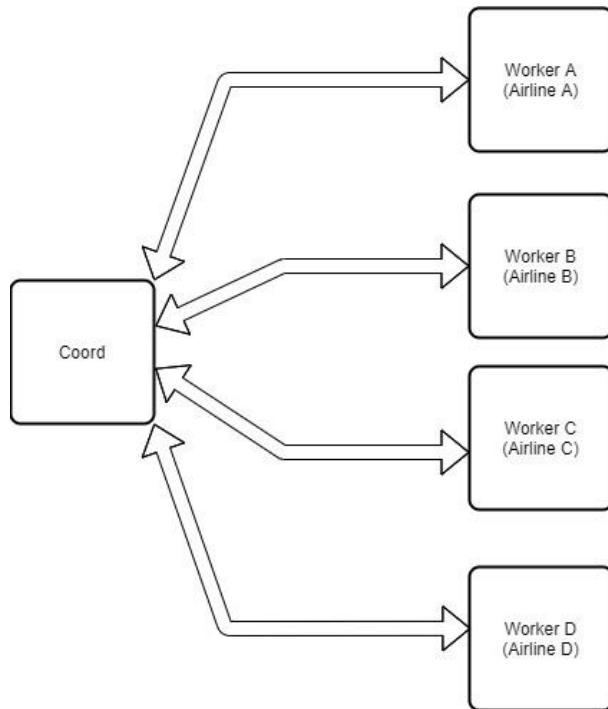 Worker A
(Airline A)
Worker B
(Airline B)
Coord
Worker C
(Airline C)
Worker D
(Airline D)